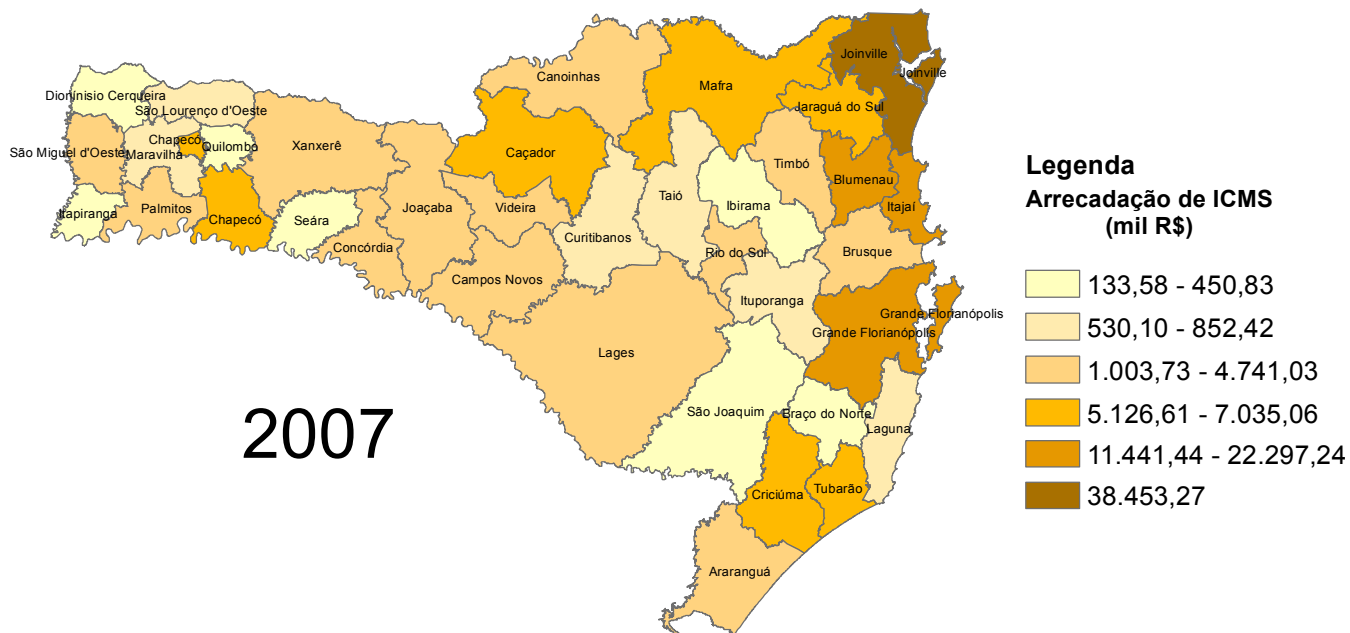 Joinville
Joinville
Canoinhas
Mafra
Dionínisio Cerqueira
São Lourenço d'Oeste
Jaraguá do Sul
Chapecó
Quilombo
Xanxerê
Caçador
São Miguel d'Oeste
Maravilha
Timbó
Blumenau
Taió
Ibirama
Itajaí
Itapiranga
Palmitos
Chapecó
Seára
Joaçaba
Videira
Curitibanos
Concórdia
Rio do Sul
Brusque
Campos Novos
Ituporanga
Grande Florianópolis
Grande Florianópolis
Lages
São Joaquim
Braço do Norte
Laguna
Criciúma
Tubarão
Araranguá
2007
Legenda
Arrecadação de ICMS
(mil R$)
133,58 - 450,83
530,10 - 852,42
1.003,73 - 4.741,03
5.126,61 - 7.035,06
11.441,44 - 22.297,24
38.453,27